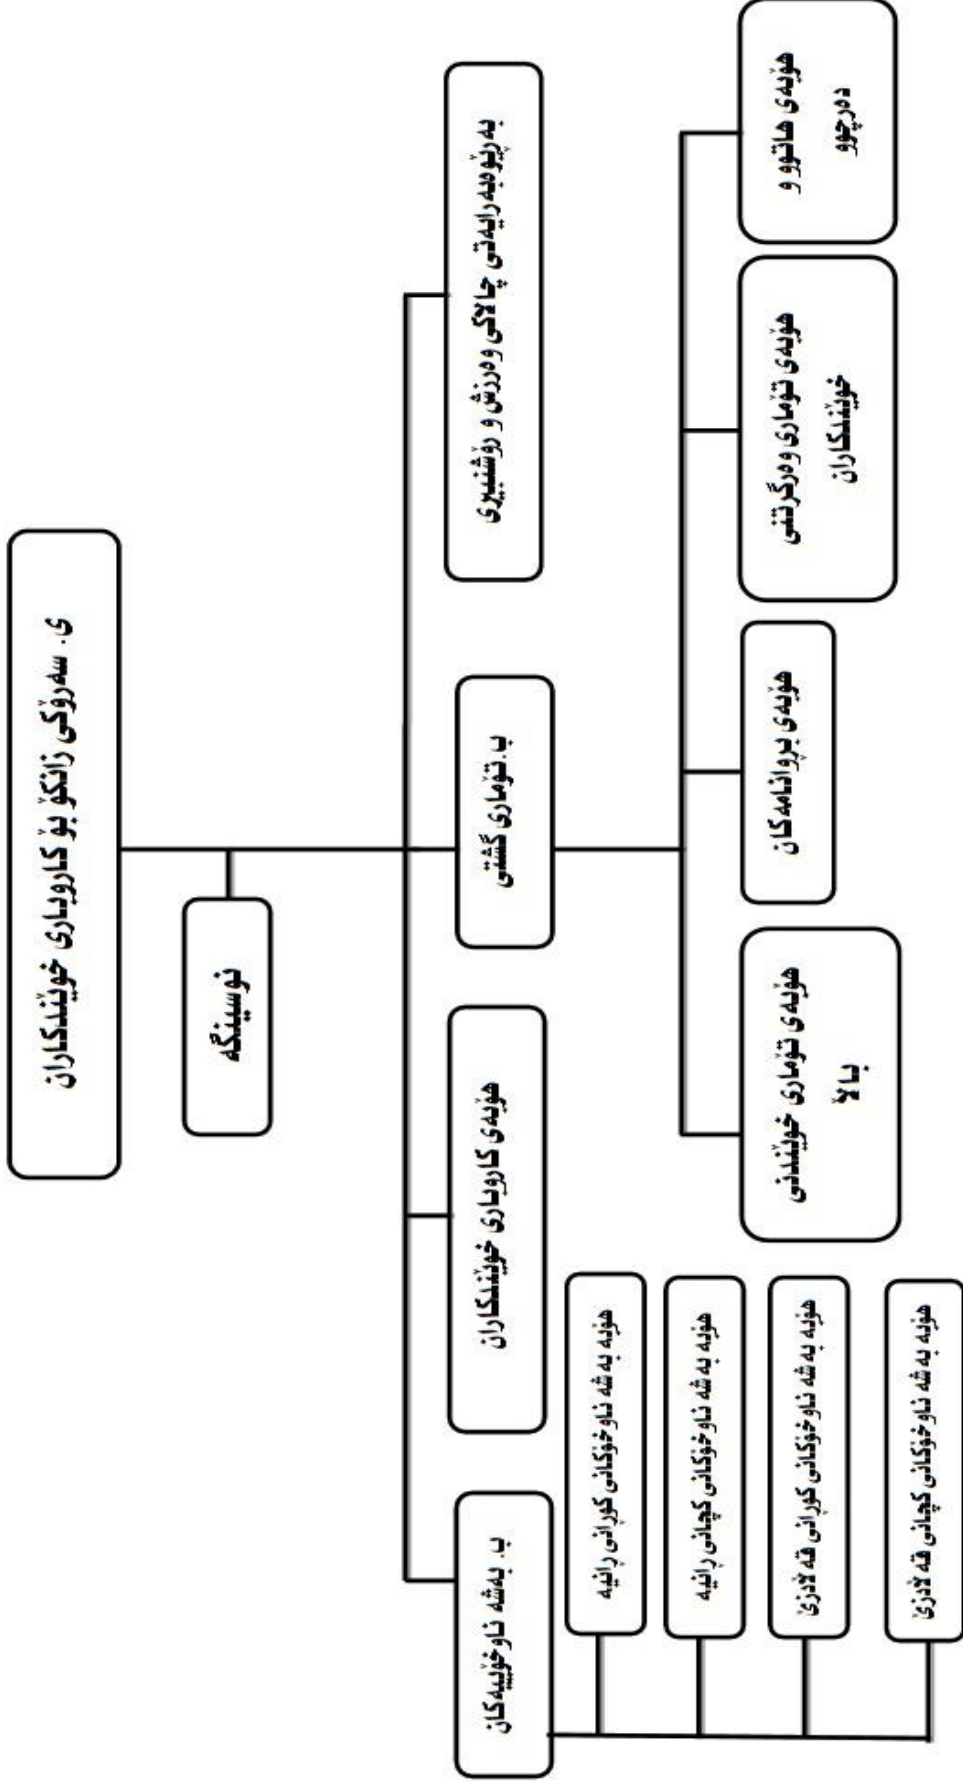 ی. سەرۆکی زانکۆ بۆ کاروباری خوێندکاران
نوسینگە
بەڕێوەبەرایەتی چالاکی وەرزش و رۆشنبیری
ب.تۆماری گشتی
هۆبەی کاروباری خوێندکاران
ب. بەشە ناوخۆییەکان
هۆبەی هاتوو و
دەرچوو
هۆبەی تۆماری وەرگرتنی
خوێندکاران
هۆبەی بڕوانامەکان
هۆبەی تۆماری خوێندنی
باڵا
هۆبە بەشە ناوخۆکانی کوڕانی ڕانیە
هۆبە بەشە ناوخۆکانی کچانی ڕانیە
هۆبە بەشە ناوخۆکانی کوڕانی قەڵادزێ
هۆبە بەشە ناوخۆکانی کچانی قەڵادزێ